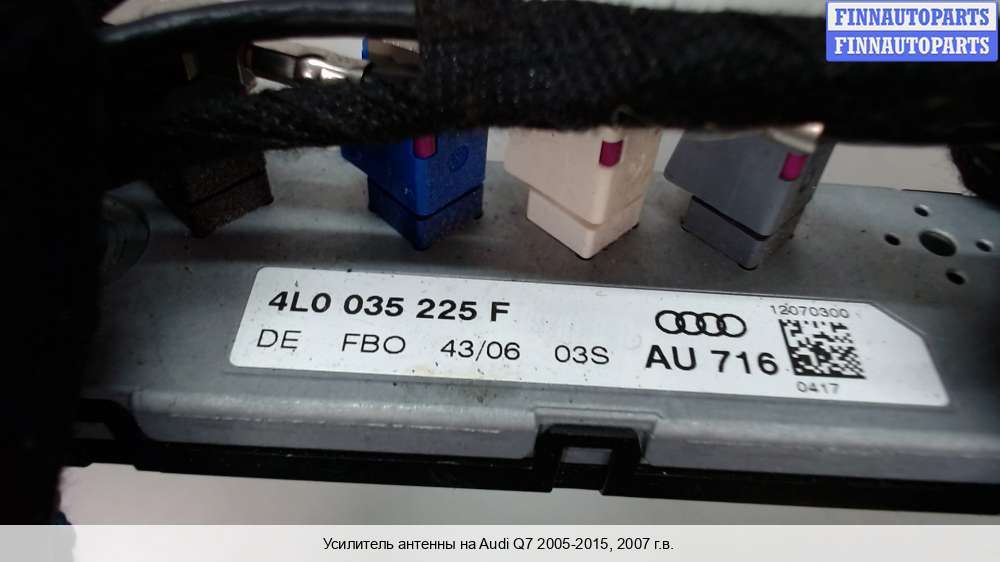 FINNAUTOPARTS
FINNAUTOPARTS
4L0 035 225 F
DE FBO 43/06 03S
AU 716
12070300
0417
Усилитель антенны на Audi Q7 2005-2015, 2007 г.в.